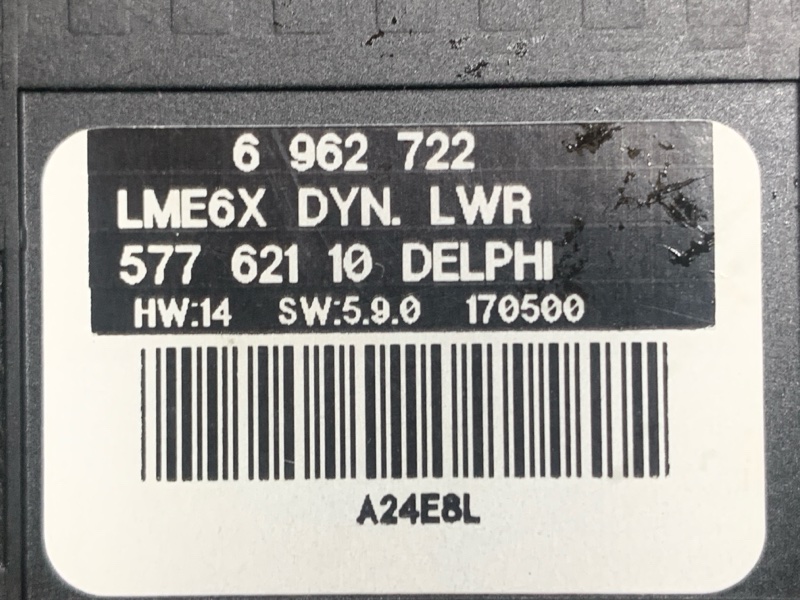 6 962 722
LME6X DYN. LWR
577 621 10 DELPHI
HW:14 SW:5.9.0 170500
A24E8L